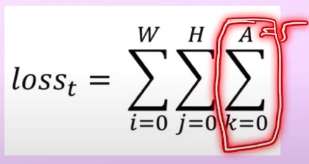 W H A
loss_t = ∑ ∑ ∑
i=0 j=0 k=0